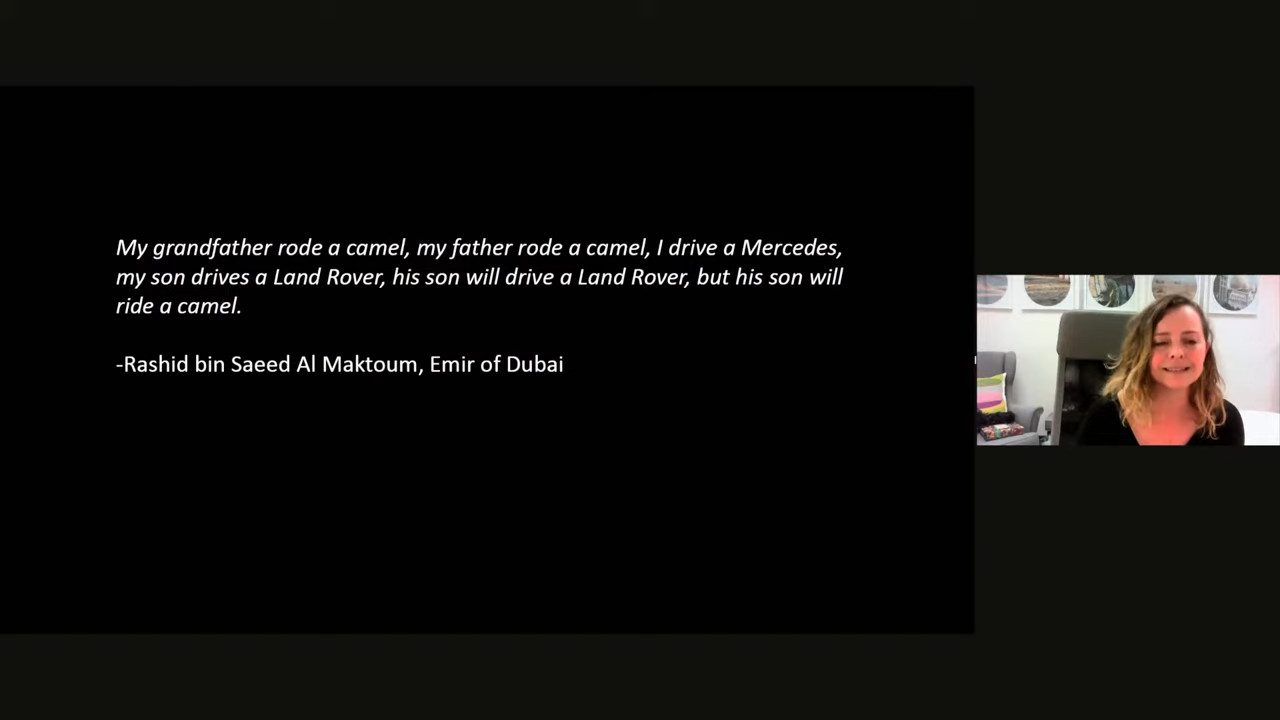 My grandfather rode a camel, my father rode a camel, I drive a Mercedes,
my son drives a Land Rover, his son will drive a Land Rover, but his son will
ride a camel.
-Rashid bin Saeed Al Maktoum, Emir of Dubai